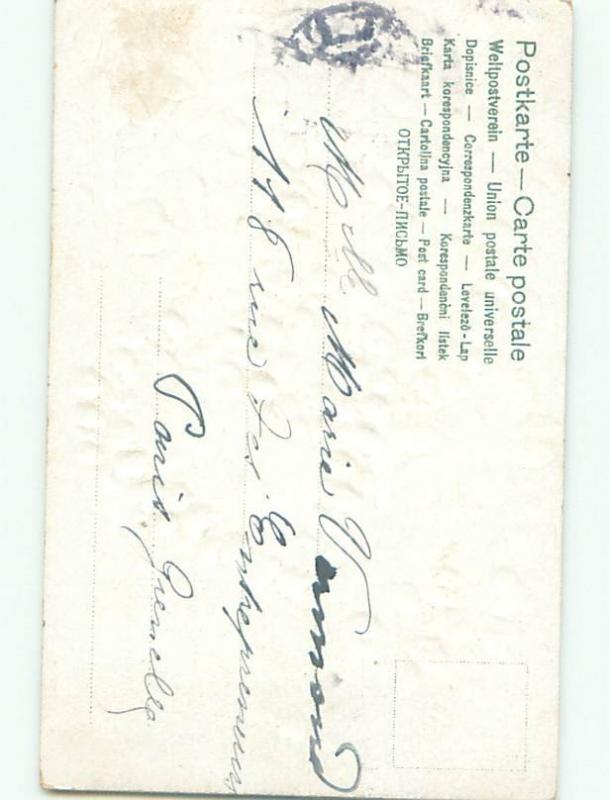 Postkarte — Carte postale
Weltpostverein — Union postale universelle
Dopisnice — Correspondenzkarte — Levelező-Lap
Karta korespondencyjna — Korespondenční lístek
Briefkaart — Cartolina postale — Post card — Brefkort
ОТКРЫТОЕ-ПИСЬМО
Mlle Marie
118 rue des Entrepreneurs
Paris Grenelle